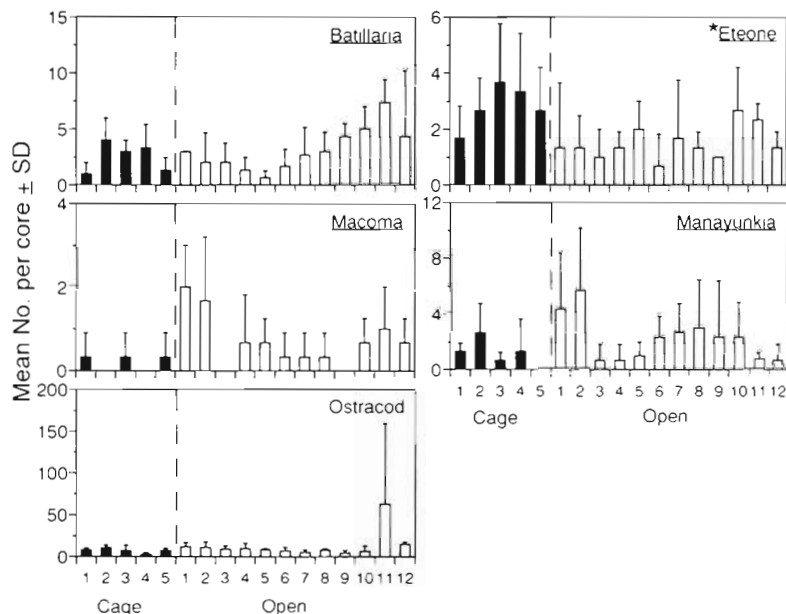 Mean No. per core ± SD
Batillaria
15
10
5
0
*Eteone
6
4
2
0
Macoma
4
2
0
Manayunkia
12
8
4
0
1 2 3 4 5 1 2 3 4 5 6 7 8 9 10 11 12
Cage Open
Ostracod
200
150
100
50
0
1 2 3 4 5 1 2 3 4 5 6 7 8 9 10 11 12
Cage Open